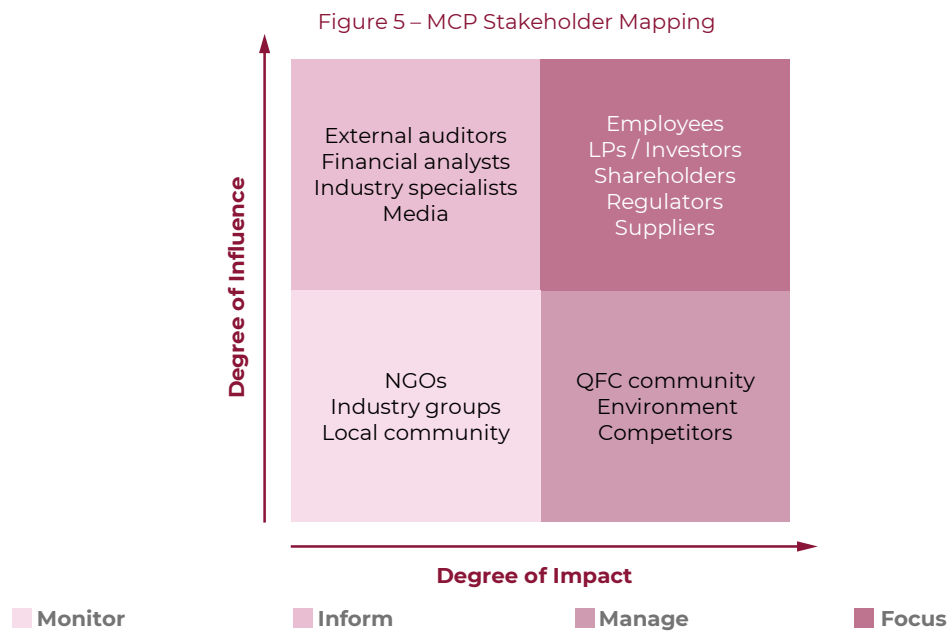 Figure 5 – MCP Stakeholder Mapping
Degree of Influence
External auditors
Financial analysts
Industry specialists
Media
Employees
LPs / Investors
Shareholders
Regulators
Suppliers
NGOs
Industry groups
Local community
QFC community
Environment
Competitors
Degree of Impact
Monitor
Inform
Manage
Focus